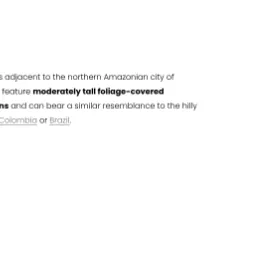 s adjacent to the northern Amazonian city of
feature moderately tall foliage-covered
ns and can bear a similar resemblance to the hilly
Colombia or Brazil.